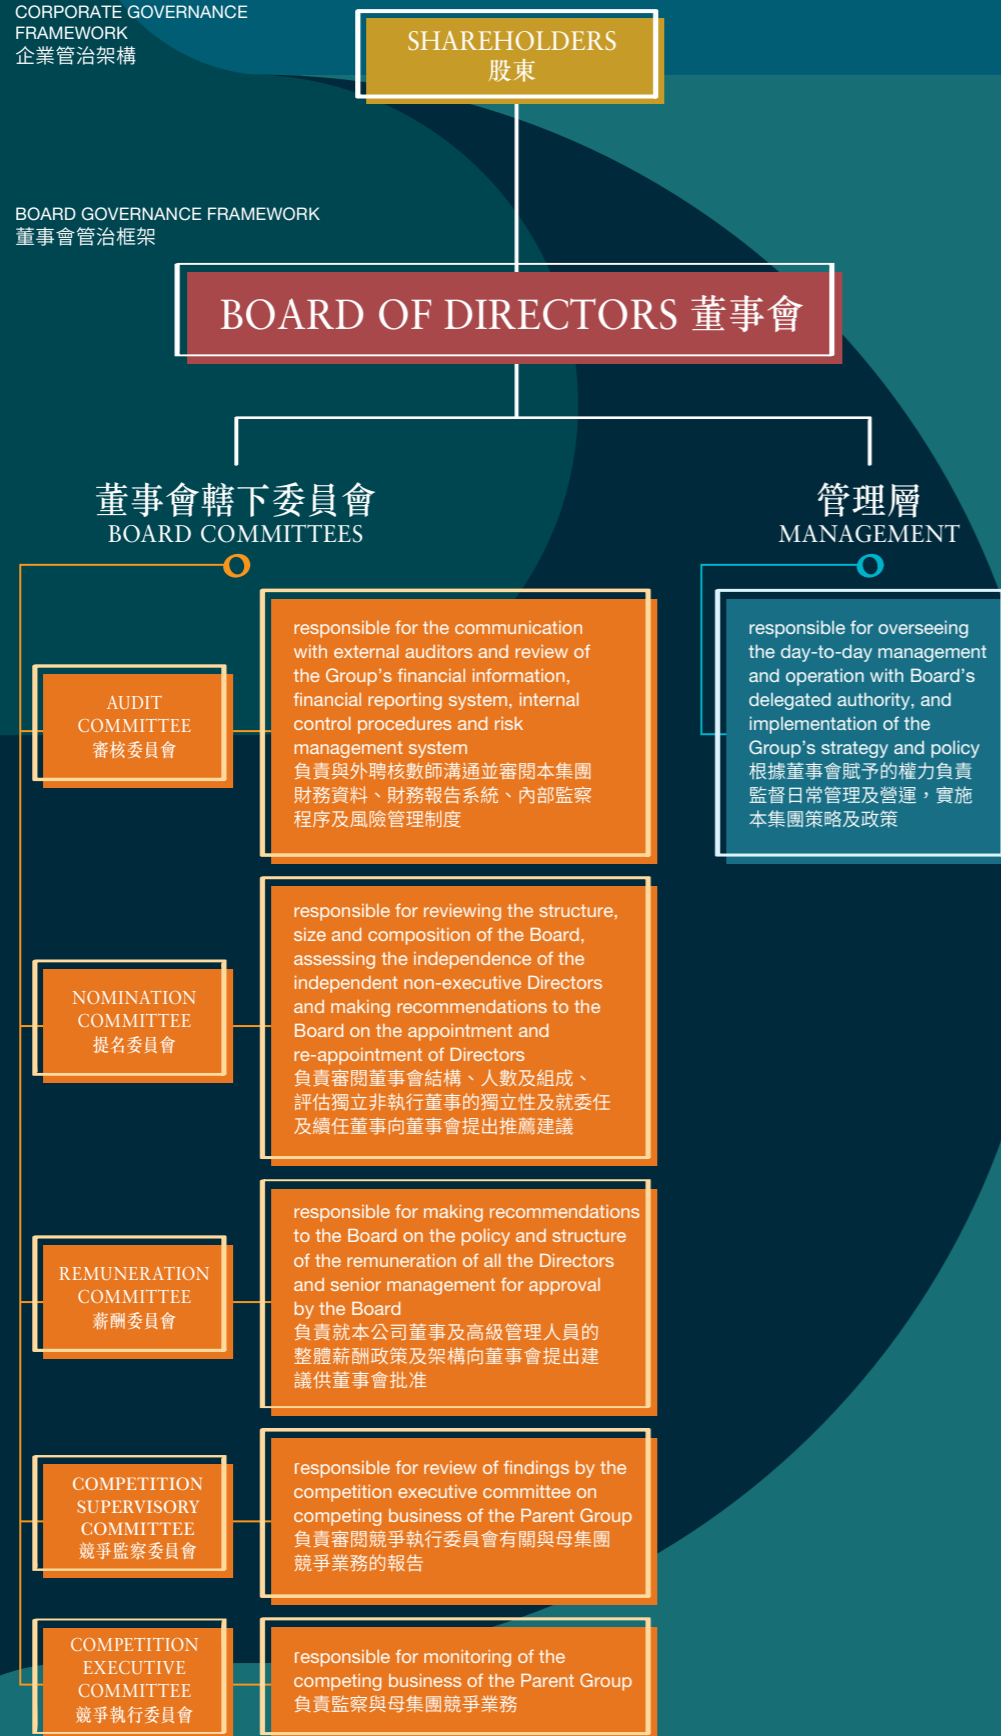 CORPORATE GOVERNANCE
FRAMEWORK
企業管治架構
SHAREHOLDERS
股東
BOARD GOVERNANCE FRAMEWORK
董事會管治框架
BOARD OF DIRECTORS 董事會
董事會轄下委員會
BOARD COMMITTEES
管理層
MANAGEMENT
AUDIT
COMMITTEE
審核委員會
responsible for the communication
with external auditors and review of
the Group's financial information,
financial reporting system, internal
control procedures and risk
management system
負責與外聘核數師溝通並審閱本集團
財務資料、財務報告系統、內部監察
程序及風險管理制度
responsible for overseeing
the day-to-day management
and operation with Board's
delegated authority, and
implementation of the
Group's strategy and policy
根據董事會賦予的權力負責
監督日常管理及營運，實施
本集團策略及政策
NOMINATION
COMMITTEE
提名委員會
responsible for reviewing the structure,
size and composition of the Board,
assessing the independence of the
independent non-executive Directors
and making recommendations to the
Board on the appointment and
re-appointment of Directors
負責審閱董事會結構、人數及組成、
評估獨立非執行董事的獨立性及就委任
及續任董事向董事會提出推薦建議
REMUNERATION
COMMITTEE
薪酬委員會
responsible for making recommendations
to the Board on the policy and structure
of the remuneration of all the Directors
and senior management for approval
by the Board
負責就本公司董事及高級管理人員的
整體薪酬政策及架構向董事會提出建
議供董事會批准
COMPETITION
SUPERVISORY
COMMITTEE
競爭監察委員會
responsible for review of findings by the
competition executive committee on
competing business of the Parent Group
負責審閱競爭執行委員會有關與母集團
競爭業務的報告
COMPETITION
EXECUTIVE
COMMITTEE
競爭執行委員會
responsible for monitoring of the
competing business of the Parent Group
負責監察與母集團競爭業務